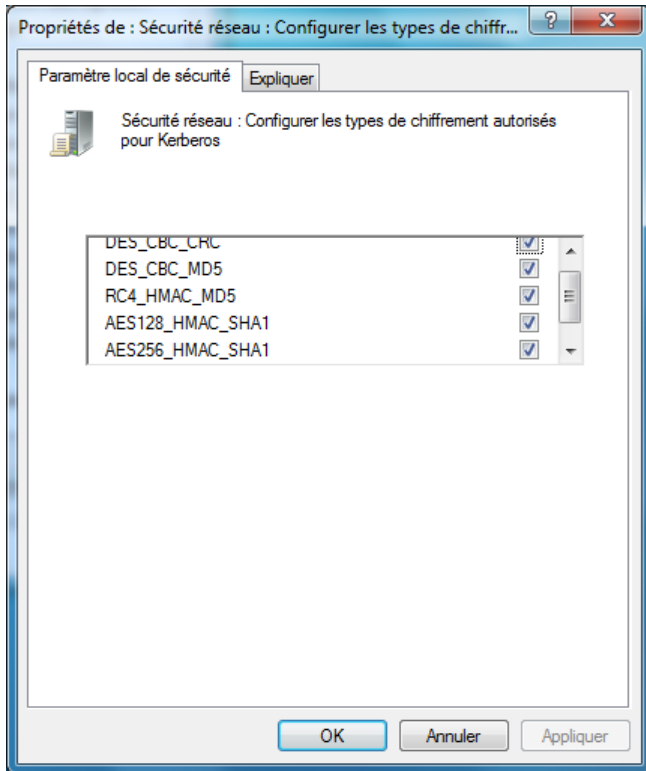 Propriétés de : Sécurité réseau : Configurer les types de chiffr...
Paramètre local de sécurité
Expliquer
Sécurité réseau : Configurer les types de chiffrement autorisés
pour Kerberos
DES_CBC_CRC
DES_CBC_MD5
RC4_HMAC_MD5
AES128_HMAC_SHA1
AES256_HMAC_SHA1
OK
Annuler
Appliquer